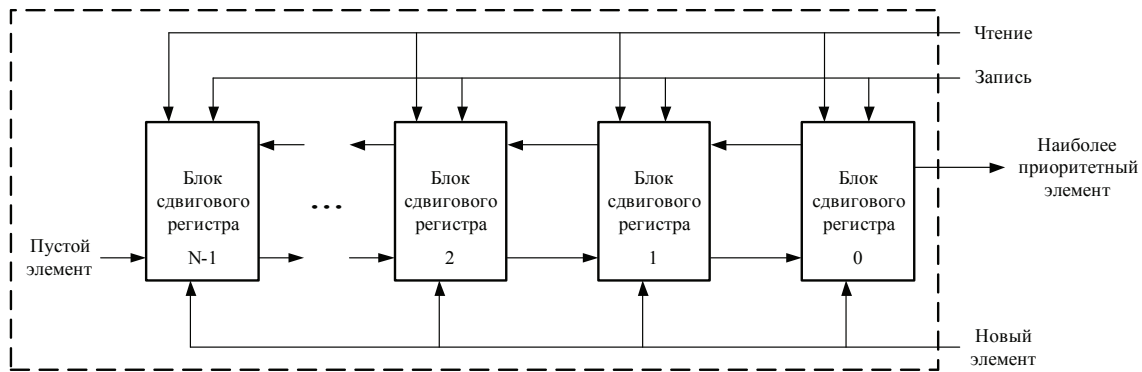 Чтение
Запись
Наиболее
приоритетный
элемент
Блок
сдвигового
регистра
N-1
...
Блок
сдвигового
регистра
2
Блок
сдвигового
регистра
1
Блок
сдвигового
регистра
0
Пустой
элемент
Новый
элемент